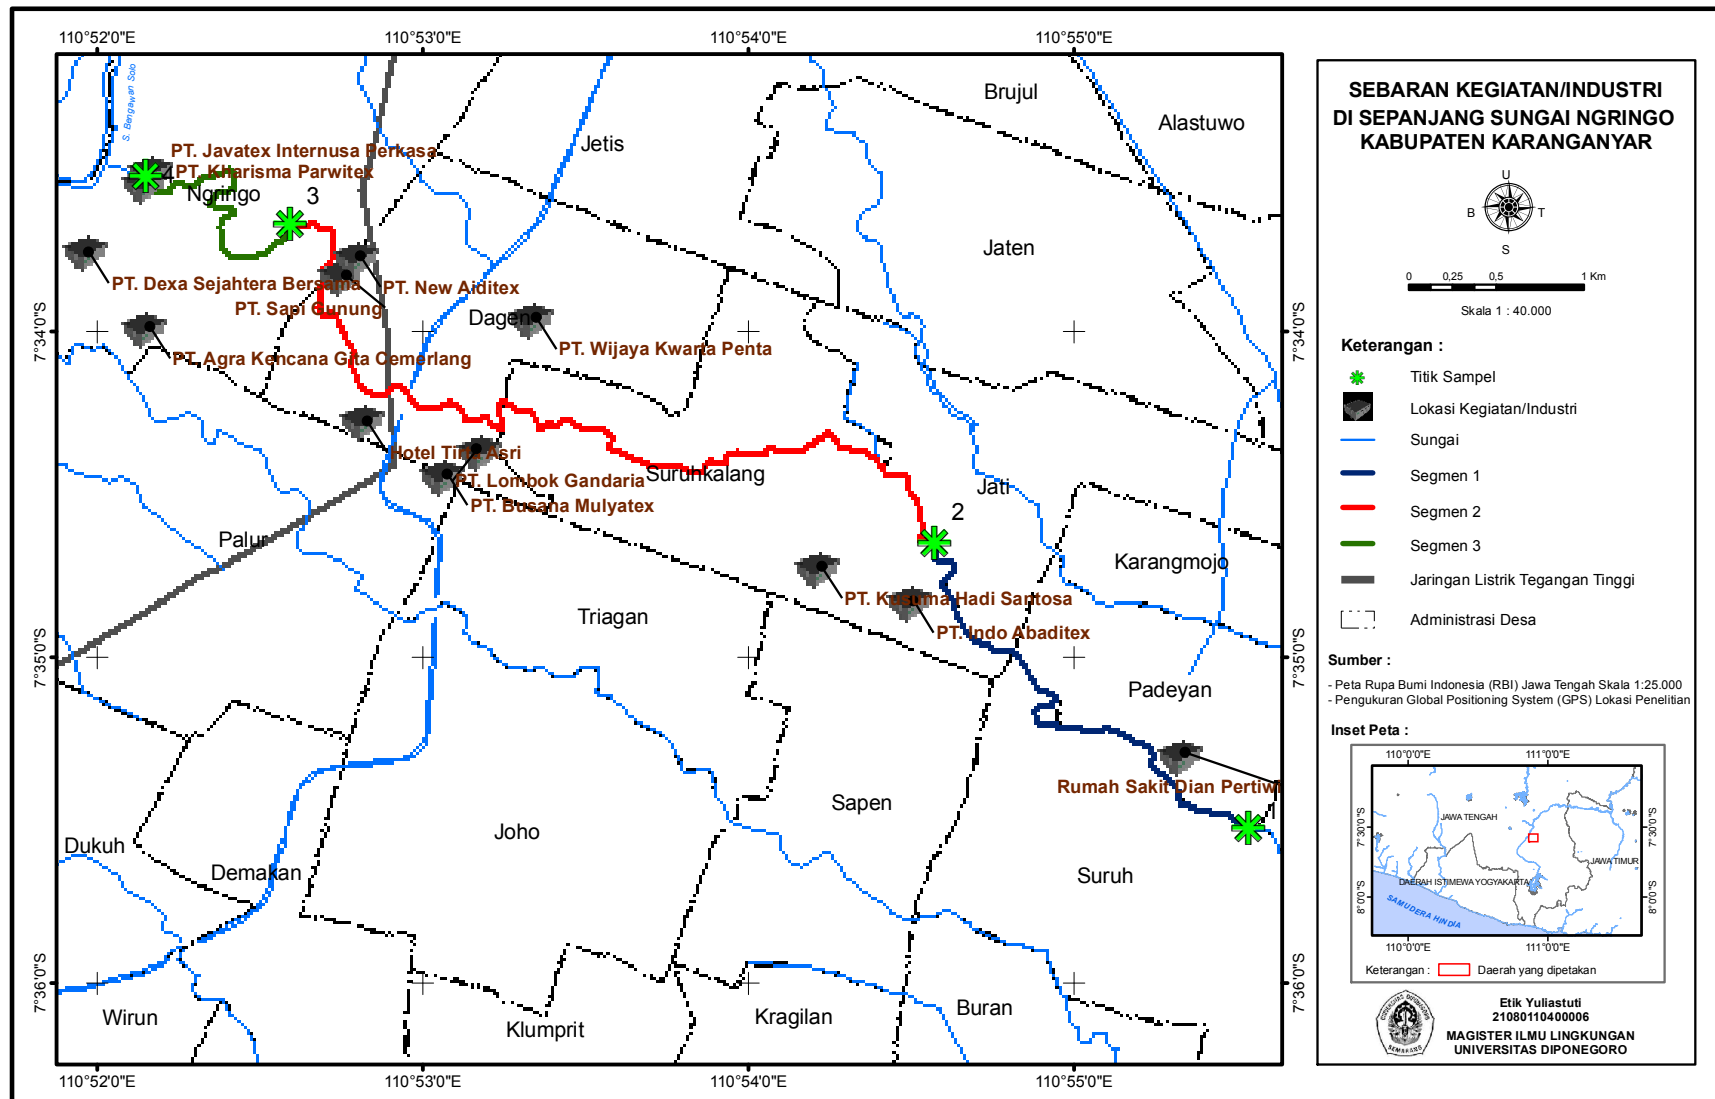 110°52'0"E
110°53'0"E
110°54'0"E
110°55'0"E
S. Bengawan Solo
Brujul
Alastuwo
Jetis
PT. Javatex Internusa Perkasa
PT. Kharisma Parwitex
4
Ngringo
3
Jaten
PT. Dexa Sejahtera Bersama
PT. New Aiditex
PT. Sapi Gunung
Dagen
7°34'0"S
7°34'0"S
PT. Wijaya Kwarta Penta
PT. Agra Kencana Gita Cemerlang
Hotel Tirta Asri
Suruhkalang
PT. Lombok Gandaria
Jati
PT. Busana Mulyatex
2
Palur
Karangmojo
PT. Kusuma Hadi Santosa
Triagan
PT. Indo Abaditex
7°35'0"S
7°35'0"S
Padeyan
Rumah Sakit Dian Pertiwi
1
Sapen
Joho
Dukuh
Demakan
Suruh
7°36'0"S
7°36'0"S
Buran
Wirun
Kragilan
Klumprit
110°52'0"E
110°53'0"E
110°54'0"E
110°55'0"E
SEBARAN KEGIATAN/INDUSTRI
DI SEPANJANG SUNGAI NGRINGO
KABUPATEN KARANGANYAR
U
B
T
S
0 0,25 0,5 1 Km
Skala 1 : 40.000
Keterangan :
Titik Sampel
Lokasi Kegiatan/Industri
Sungai
Segmen 1
Segmen 2
Segmen 3
Jaringan Listrik Tegangan Tinggi
Administrasi Desa
Sumber :
- Peta Rupa Bumi Indonesia (RBI) Jawa Tengah Skala 1:25.000
- Pengukuran Global Positioning System (GPS) Lokasi Penelitian
Inset Peta :
110°0'0"E
111°0'0"E
JAWA TENGAH
7°30'0"S
7°30'0"S
JAWA TIMUR
DAERAH ISTIMEWA YOGYAKARTA
8°0'0"S
8°0'0"S
SAMUDERA HINDIA
110°0'0"E
111°0'0"E
Keterangan :
Daerah yang dipetakan
Etik Yuliastuti
21080110400006
MAGISTER ILMU LINGKUNGAN
UNIVERSITAS DIPONEGORO
SEMARANG